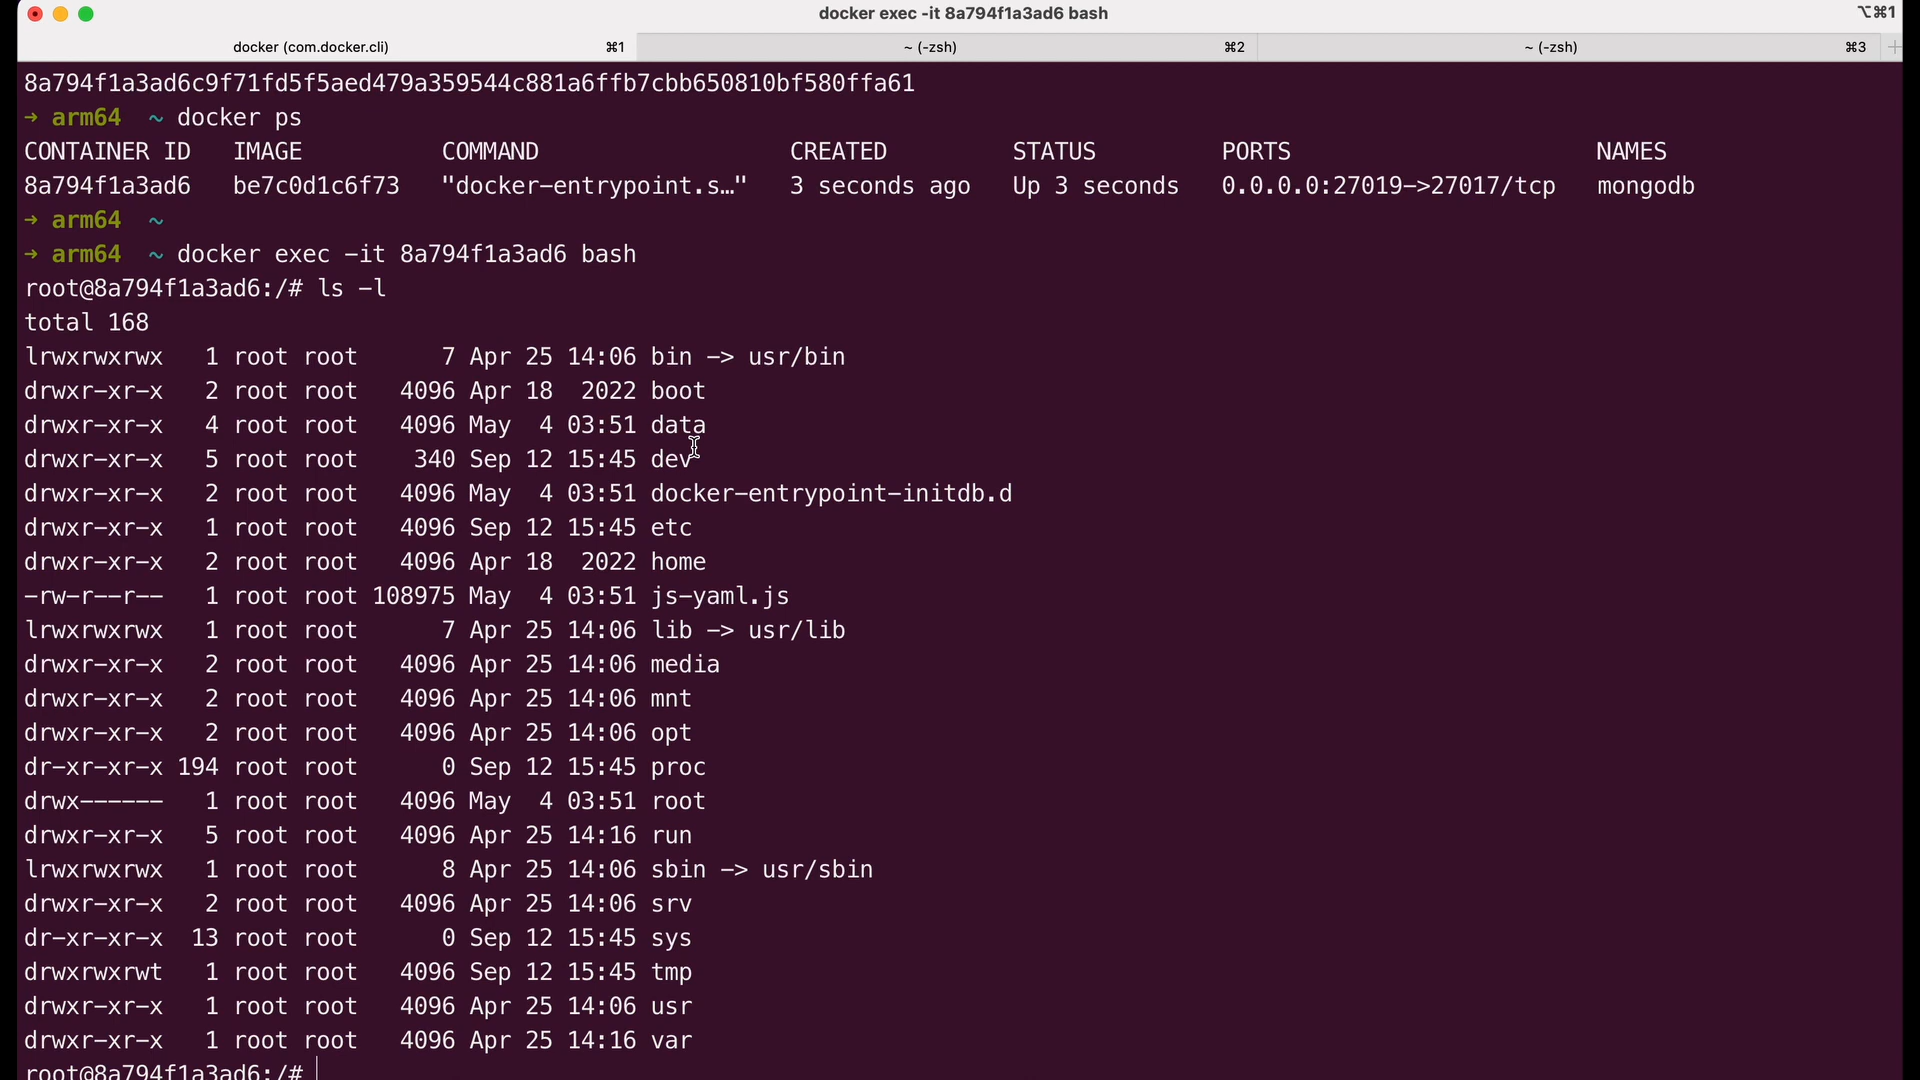 docker exec -it 8a794f1a3ad6 bash ⌥⌘1
docker (com.docker.cli) ⌘1 ~ (-zsh) ⌘2 ~ (-zsh) ⌘3 +
8a794f1a3ad6c9f71fd5f5aed479a359544c881a6ffb7cbb650810bf580ffa61
→ arm64  ~ docker ps
CONTAINER ID   IMAGE          COMMAND                  CREATED         STATUS         PORTS                      NAMES
8a794f1a3ad6   be7c0d1c6f73   "docker-entrypoint.s…"   3 seconds ago   Up 3 seconds   0.0.0.0:27019->27017/tcp   mongodb
→ arm64  ~
→ arm64  ~ docker exec -it 8a794f1a3ad6 bash
root@8a794f1a3ad6:/# ls -l
total 168
lrwxrwxrwx   1 root root      7 Apr 25 14:06 bin -> usr/bin
drwxr-xr-x   2 root root   4096 Apr 18  2022 boot
drwxr-xr-x   4 root root   4096 May  4 03:51 data
drwxr-xr-x   5 root root    340 Sep 12 15:45 dev
drwxr-xr-x   2 root root   4096 May  4 03:51 docker-entrypoint-initdb.d
drwxr-xr-x   1 root root   4096 Sep 12 15:45 etc
drwxr-xr-x   2 root root   4096 Apr 18  2022 home
-rw-r--r--   1 root root 108975 May  4 03:51 js-yaml.js
lrwxrwxrwx   1 root root      7 Apr 25 14:06 lib -> usr/lib
drwxr-xr-x   2 root root   4096 Apr 25 14:06 media
drwxr-xr-x   2 root root   4096 Apr 25 14:06 mnt
drwxr-xr-x   2 root root   4096 Apr 25 14:06 opt
dr-xr-xr-x 194 root root      0 Sep 12 15:45 proc
drwx------   1 root root   4096 May  4 03:51 root
drwxr-xr-x   5 root root   4096 Apr 25 14:16 run
lrwxrwxrwx   1 root root      8 Apr 25 14:06 sbin -> usr/sbin
drwxr-xr-x   2 root root   4096 Apr 25 14:06 srv
dr-xr-xr-x  13 root root      0 Sep 12 15:45 sys
drwxrwxrwt   1 root root   4096 Sep 12 15:45 tmp
drwxr-xr-x   1 root root   4096 Apr 25 14:06 usr
drwxr-xr-x   1 root root   4096 Apr 25 14:16 var
root@8a794f1a3ad6:/#